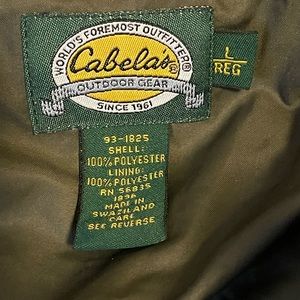 WORLD'S FOREMOST OUTFITTER®
Cabela's®
OUTDOOR GEAR
SINCE 1961
L
REG
93-1825
SHELL:
100% POLYESTER
LINING:
100% POLYESTER
RN 56835
1896
MADE IN
SWAZILAND
CARE
SEE REVERSE